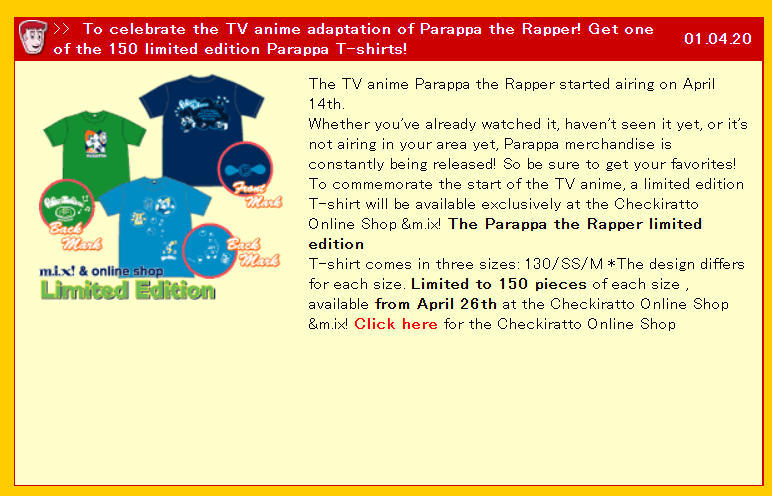 >> To celebrate the TV anime adaptation of Parappa the Rapper! Get one
of the 150 limited edition Parappa T-shirts!
01.04.20
The TV anime Parappa the Rapper started airing on April
14th.
Whether you've already watched it, haven't seen it yet, or it's
not airing in your area yet, Parappa merchandise is
constantly being released! So be sure to get your favorites!
To commemorate the start of the TV anime, a limited edition
T-shirt will be available exclusively at the Checkiratto
Online Shop &m.ix! The Parappa the Rapper limited
edition
T-shirt comes in three sizes: 130/SS/M *The design differs
for each size. Limited to 150 pieces of each size ,
available from April 26th at the Checkiratto Online Shop
&m.ix! Click here for the Checkiratto Online Shop
Front
Mark
Back
Mark
Back
Mark
m.i.x! & online shop
Limited Edition